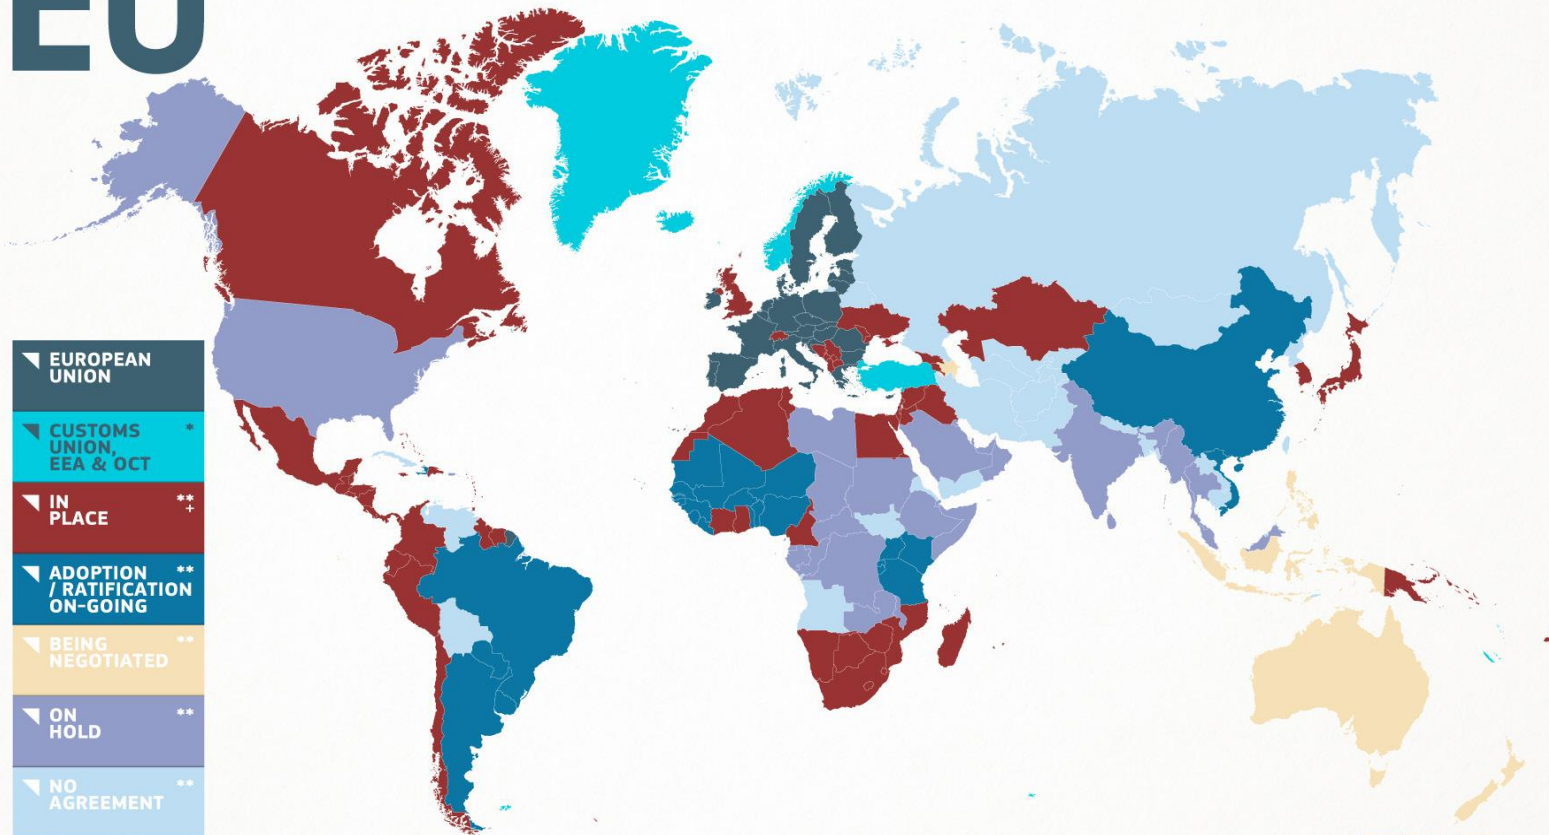 EU
EUROPEAN
UNION
CUSTOMS *
UNION,
EEA & OCT
IN **
PLACE +
ADOPTION **
/ RATIFICATION
ON-GOING
BEING **
NEGOTIATED
ON **
HOLD
NO **
AGREEMENT